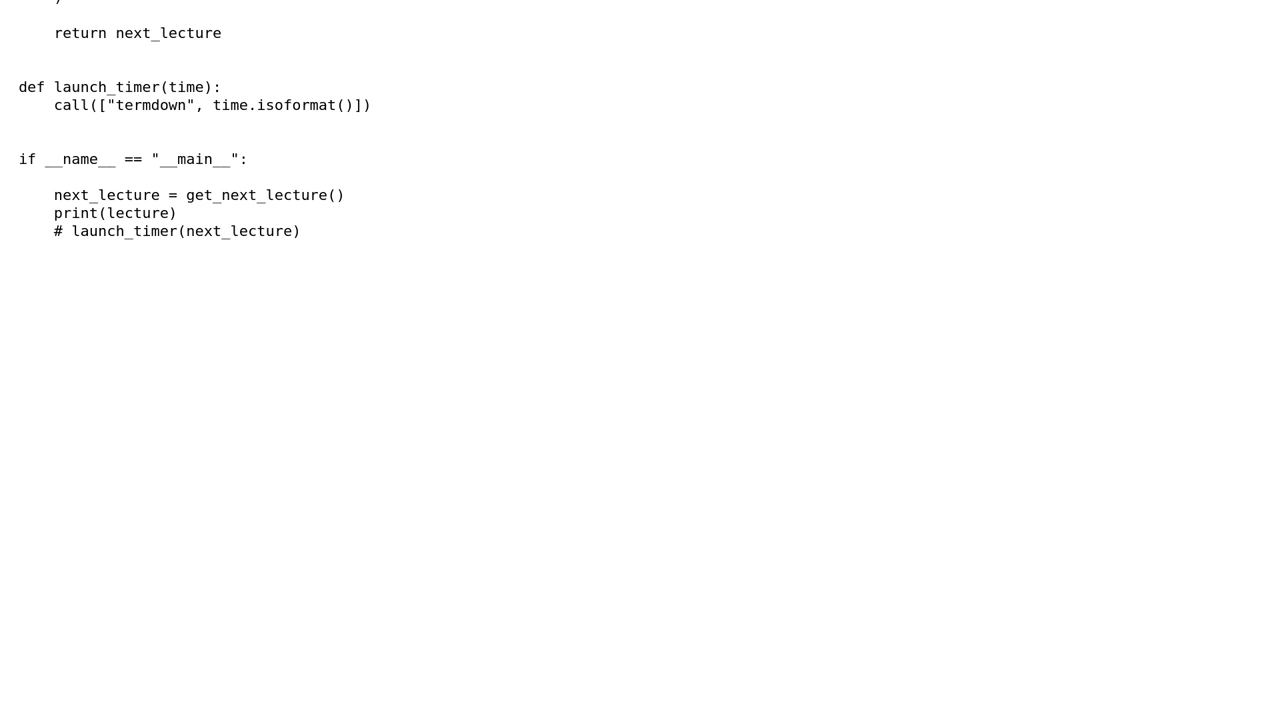 return next_lecture
def launch_timer(time):
    call(["termdown", time.isoformat()])
if __name__ == "__main__":
    next_lecture = get_next_lecture()
    print(lecture)
    # launch_timer(next_lecture)